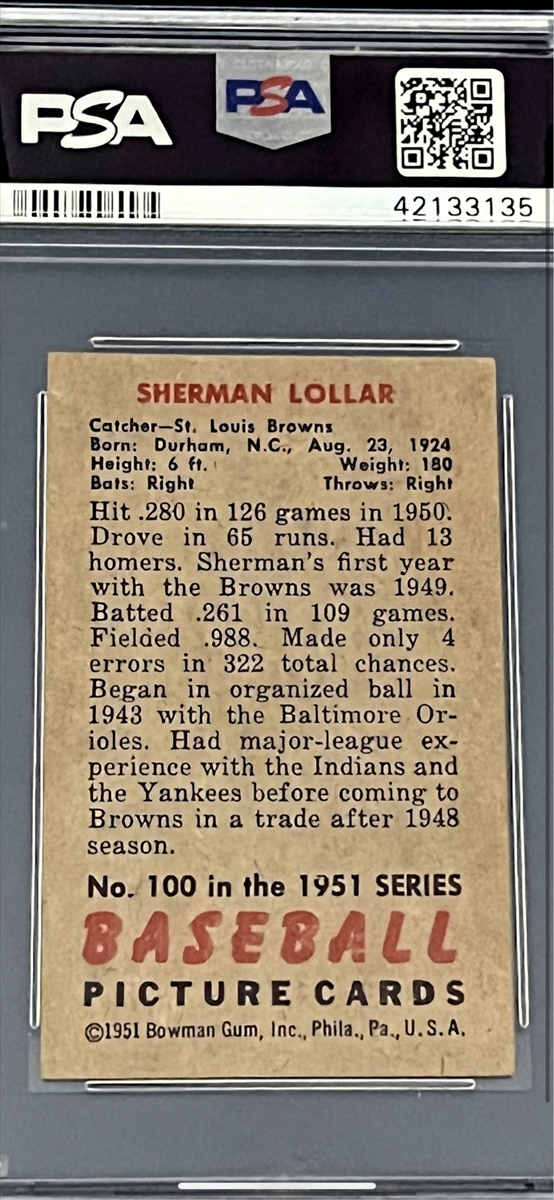 PSA
PSA
42133135
SHERMAN LOLLAR
Catcher—St. Louis Browns
Born: Durham, N.C., Aug. 23, 1924
Height: 6 ft. Weight: 180
Bats: Right Throws: Right
Hit .280 in 126 games in 1950.
Drove in 65 runs. Had 13
homers. Sherman's first year
with the Browns was 1949.
Batted .261 in 109 games.
Fielded .988. Made only 4
errors in 322 total chances.
Began in organized ball in
1943 with the Baltimore Or-
ioles. Had major-league ex-
perience with the Indians and
the Yankees before coming to
Browns in a trade after 1948
season.
No. 100 in the 1951 SERIES
BASEBALL
PICTURE CARDS
©1951 Bowman Gum, Inc., Phila., Pa., U.S.A.